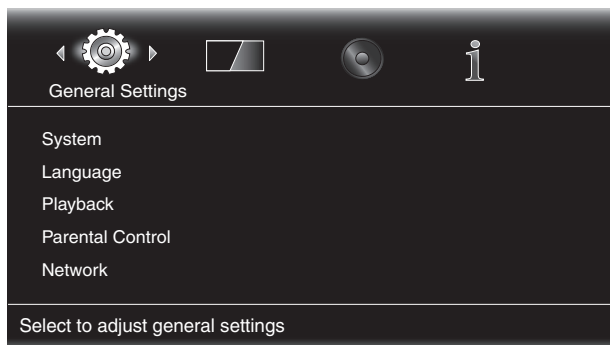 General Settings
System
Language
Playback
Parental Control
Network
Select to adjust general settings